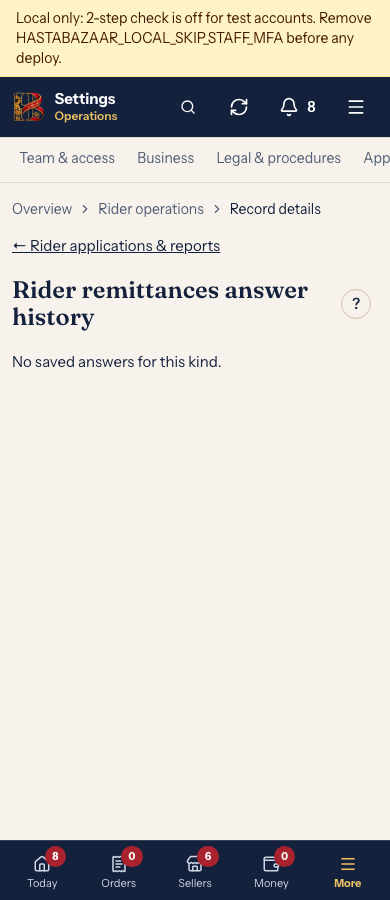 Local only: 2-step check is off for test accounts. Remove
HASTABAZAAR_LOCAL_SKIP_STAFF_MFA before any
deploy.
Settings
Operations
8
Team & access Business Legal & procedures App
Overview > Rider operations > Record details
← Rider applications & reports
Rider remittances answer
history
?
No saved answers for this kind.
8 0 6 0
Today Orders Sellers Money More